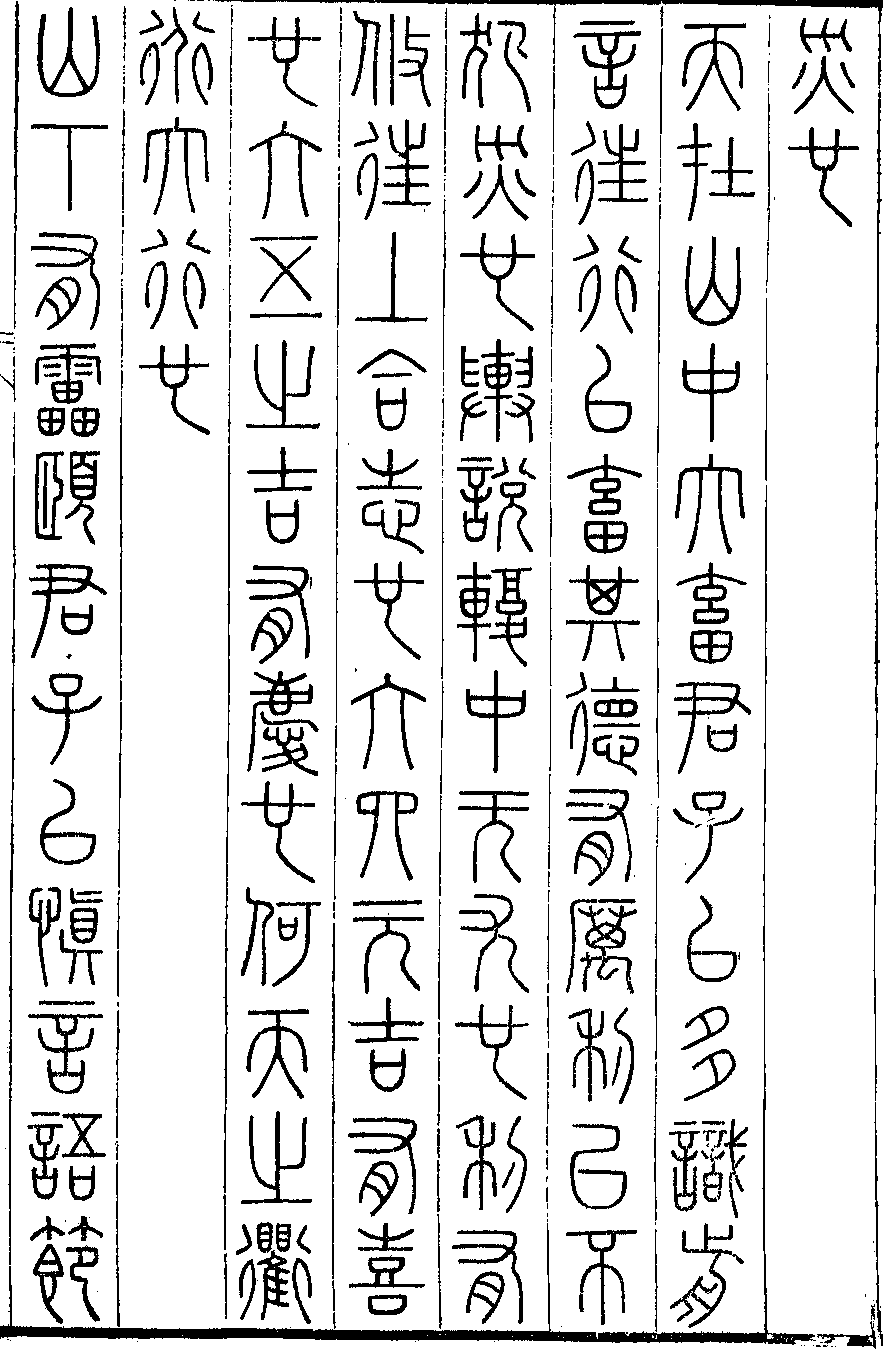 災也
天在山中大畜君子以多識前
言往行以畜其德有厲利已不
犯災也輿說輹中无尤也利有
攸往上合志也六四元吉有喜
也六五之吉有慶也何天之衢
道大行也
山下有雷頤君子以慎言語節